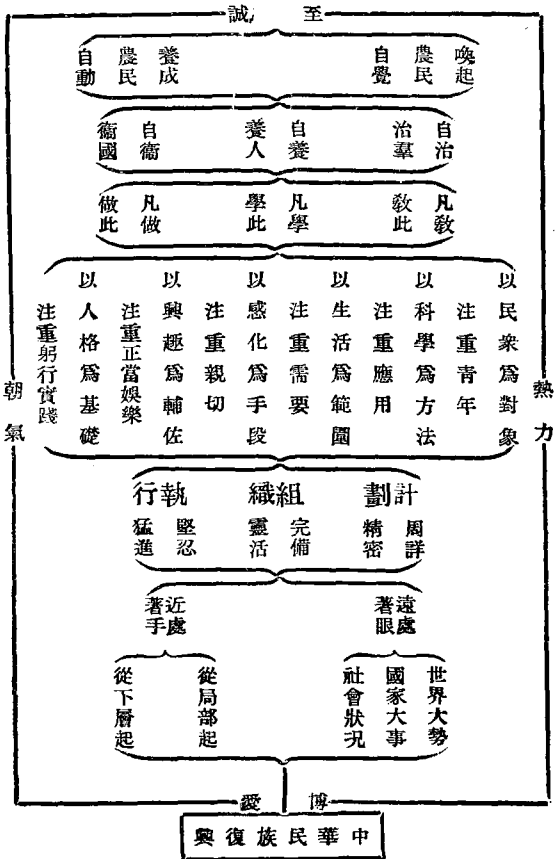 至誠
喚起農民自覺
養成農民自動
自治治羣
自養養人
自衞衞國
凡教教此
凡學學此
凡做做此
以民衆爲對象
注重青年
以科學爲方法
注重應用
以生活爲範圍
注重需要
以感化爲手段
注重親切
以興趣爲輔佐
注重正當娛樂
以人格爲基礎
注重躬行實踐
熱力
朝氣
計劃
周詳
精密
組織
完備
靈活
執行
堅忍
猛進
遠處著眼
近處著手
世界大勢
國家大事
社會狀況
從局部起
從下層起
博愛
中華民族復興